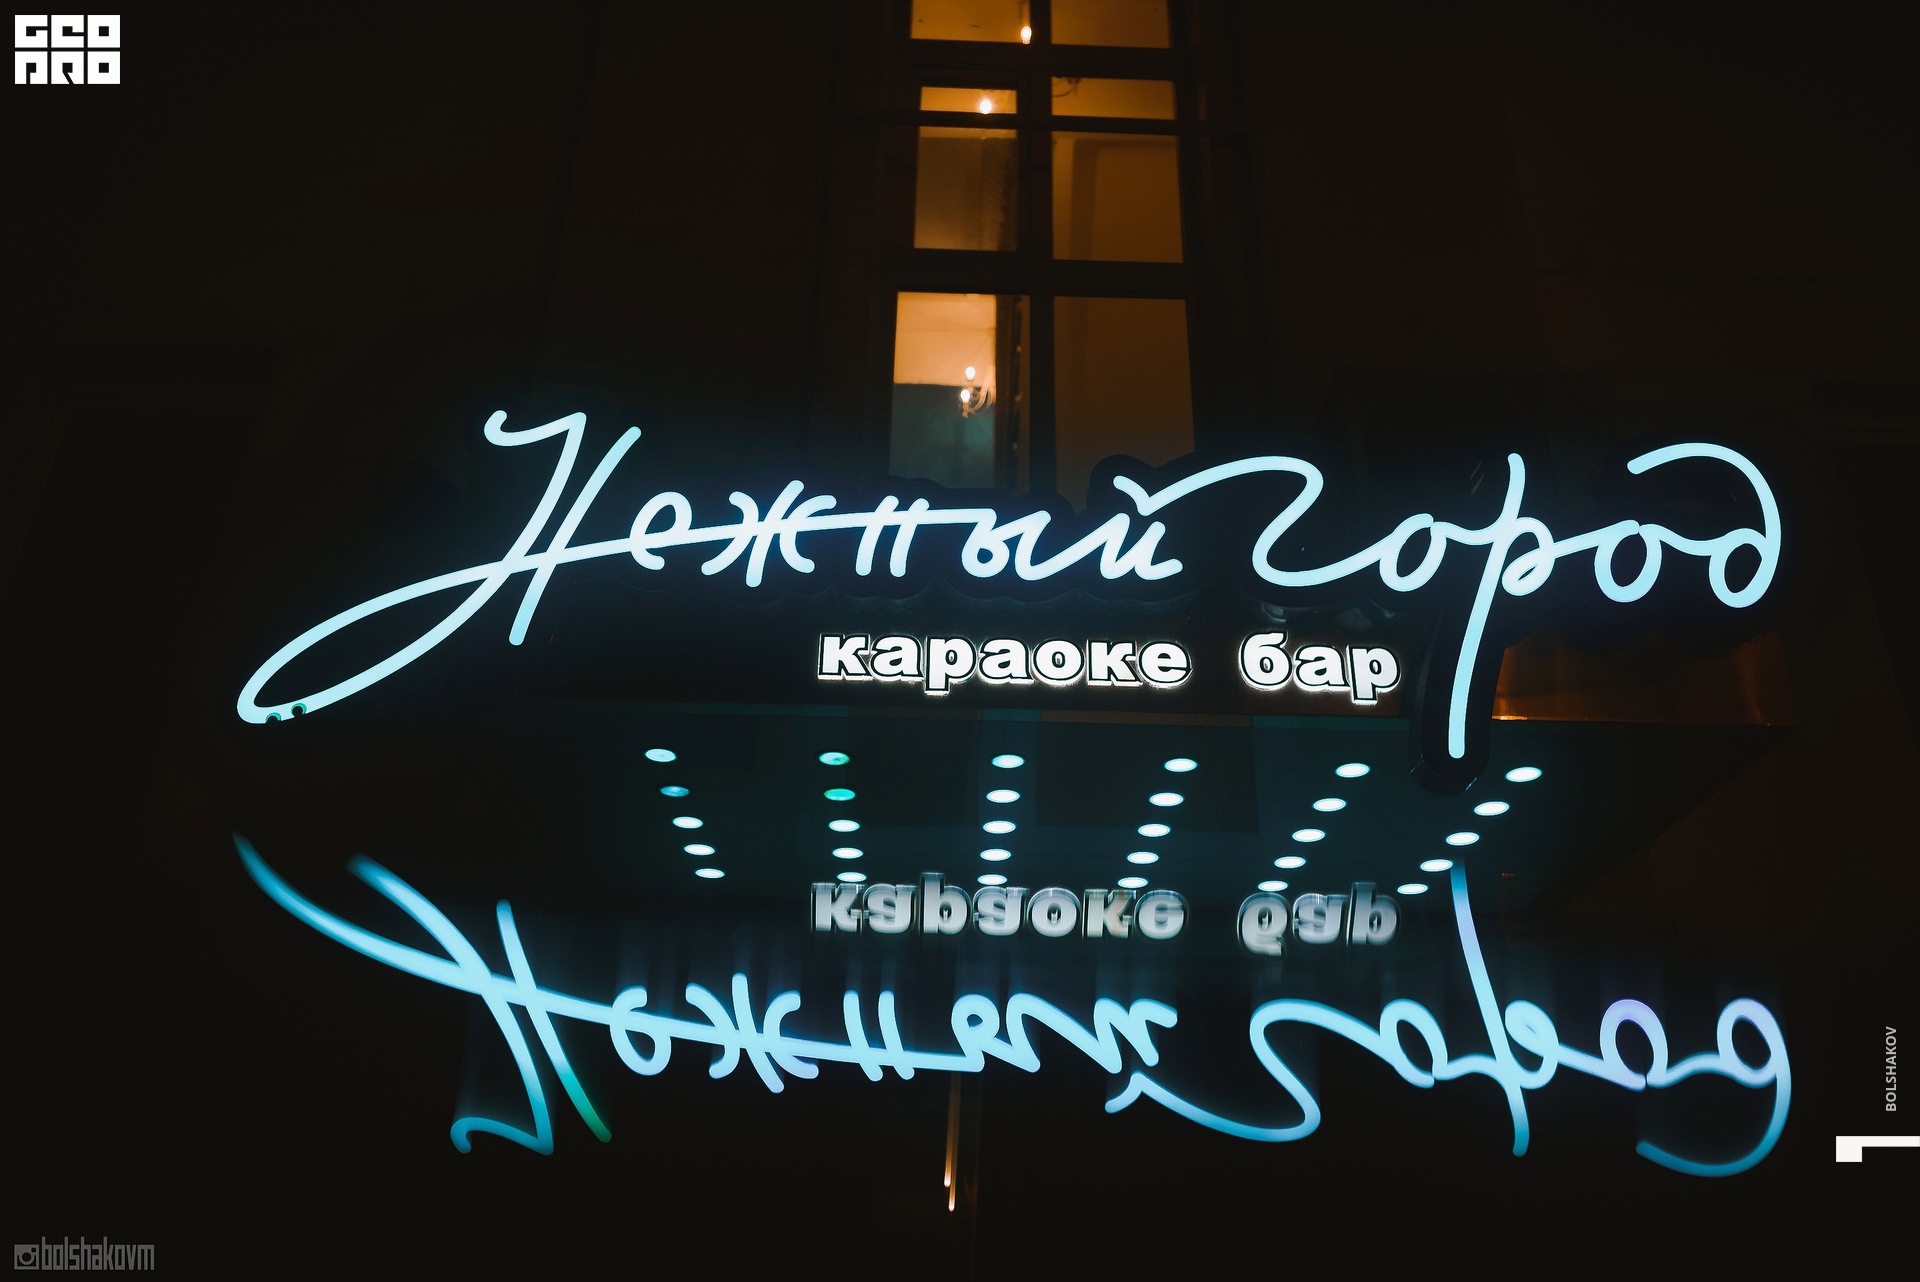 GEO
PRO
Нежный город
караоке бар
BOLSHAKOV
bolshakovm